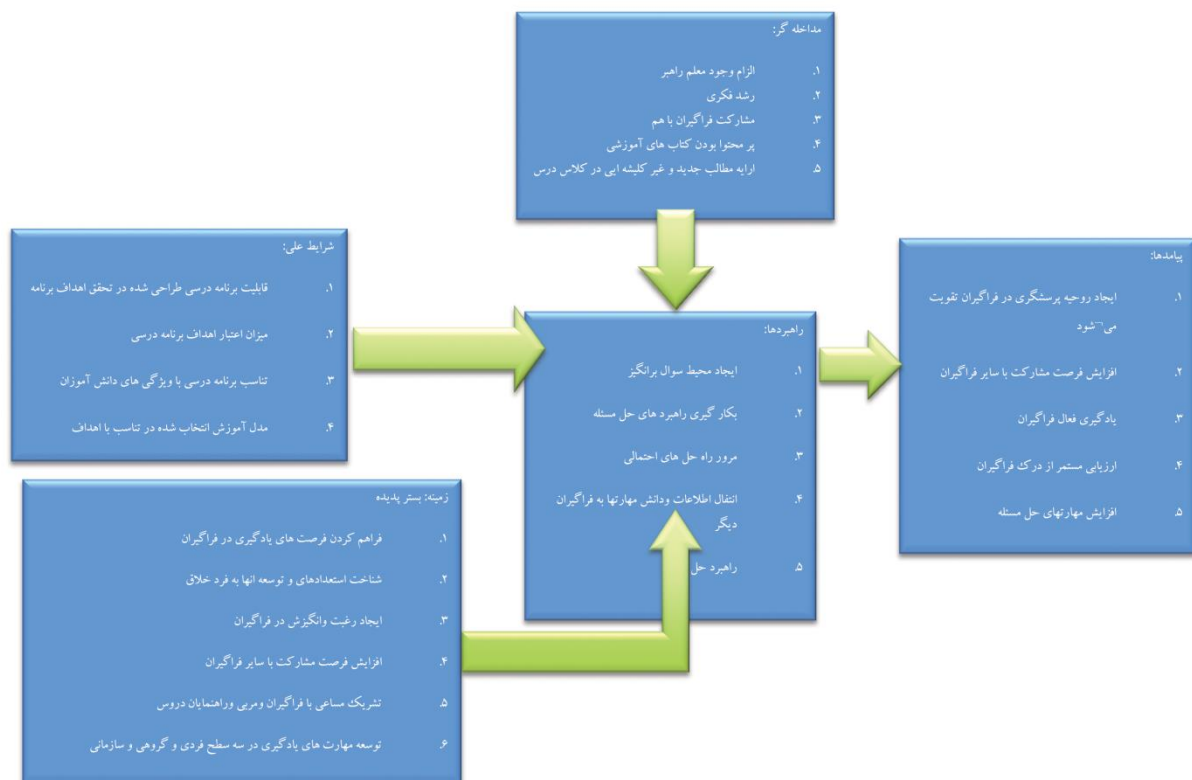 مداخله گر:
۱. الزام وجود معلم راهبر
۲. رشد فکری
۳. مشارکت فراگیران با هم
۴. پر محتوا بودن کتاب های آموزشی
۵. ارایه مطالب جدید و غیر کلیشه ایی در کلاس درس
شرایط علی:
۱. قابلیت برنامه درسی طراحی شده در تحقق اهداف برنامه
۲. میزان اعتبار اهداف برنامه درسی
۳. تناسب برنامه درسی با ویژگی های دانش آموزان
۴. مدل آموزش انتخاب شده در تناسب با اهداف
راهبردها:
۱. ایجاد محیط سوال برانگیز
۲. بکار گیری راهبرد های حل مسئله
۳. مرور راه حل های احتمالی
۴. انتقال اطلاعات ودانش مهارتها به فراگیران
دیگر
۵. راهبرد حل
پیامدها:
۱. ایجاد روحیه پرسشگری در فراگیران تقویت
می¬شود
۲. افزایش فرصت مشارکت با سایر فراگیران
۳. یادگیری فعال فراگیران
۴. ارزیابی مستمر از درک فراگیران
۵. افزایش مهارتهای حل مسئله
زمینه: بستر پدیده
۱. فراهم کردن فرصت های یادگیری در فراگیران
۲. شناخت استعدادهای و توسعه انها به فرد خلاق
۳. ایجاد رغبت وانگیزش در فراگیران
۴. افزایش فرصت مشارکت با سایر فراگیران
۵. تشریک مساعی با فراگیران ومربی وراهنمایان دروس
۶. توسعه مهارت های یادگیری در سه سطح فردی و گروهی و سازمانی